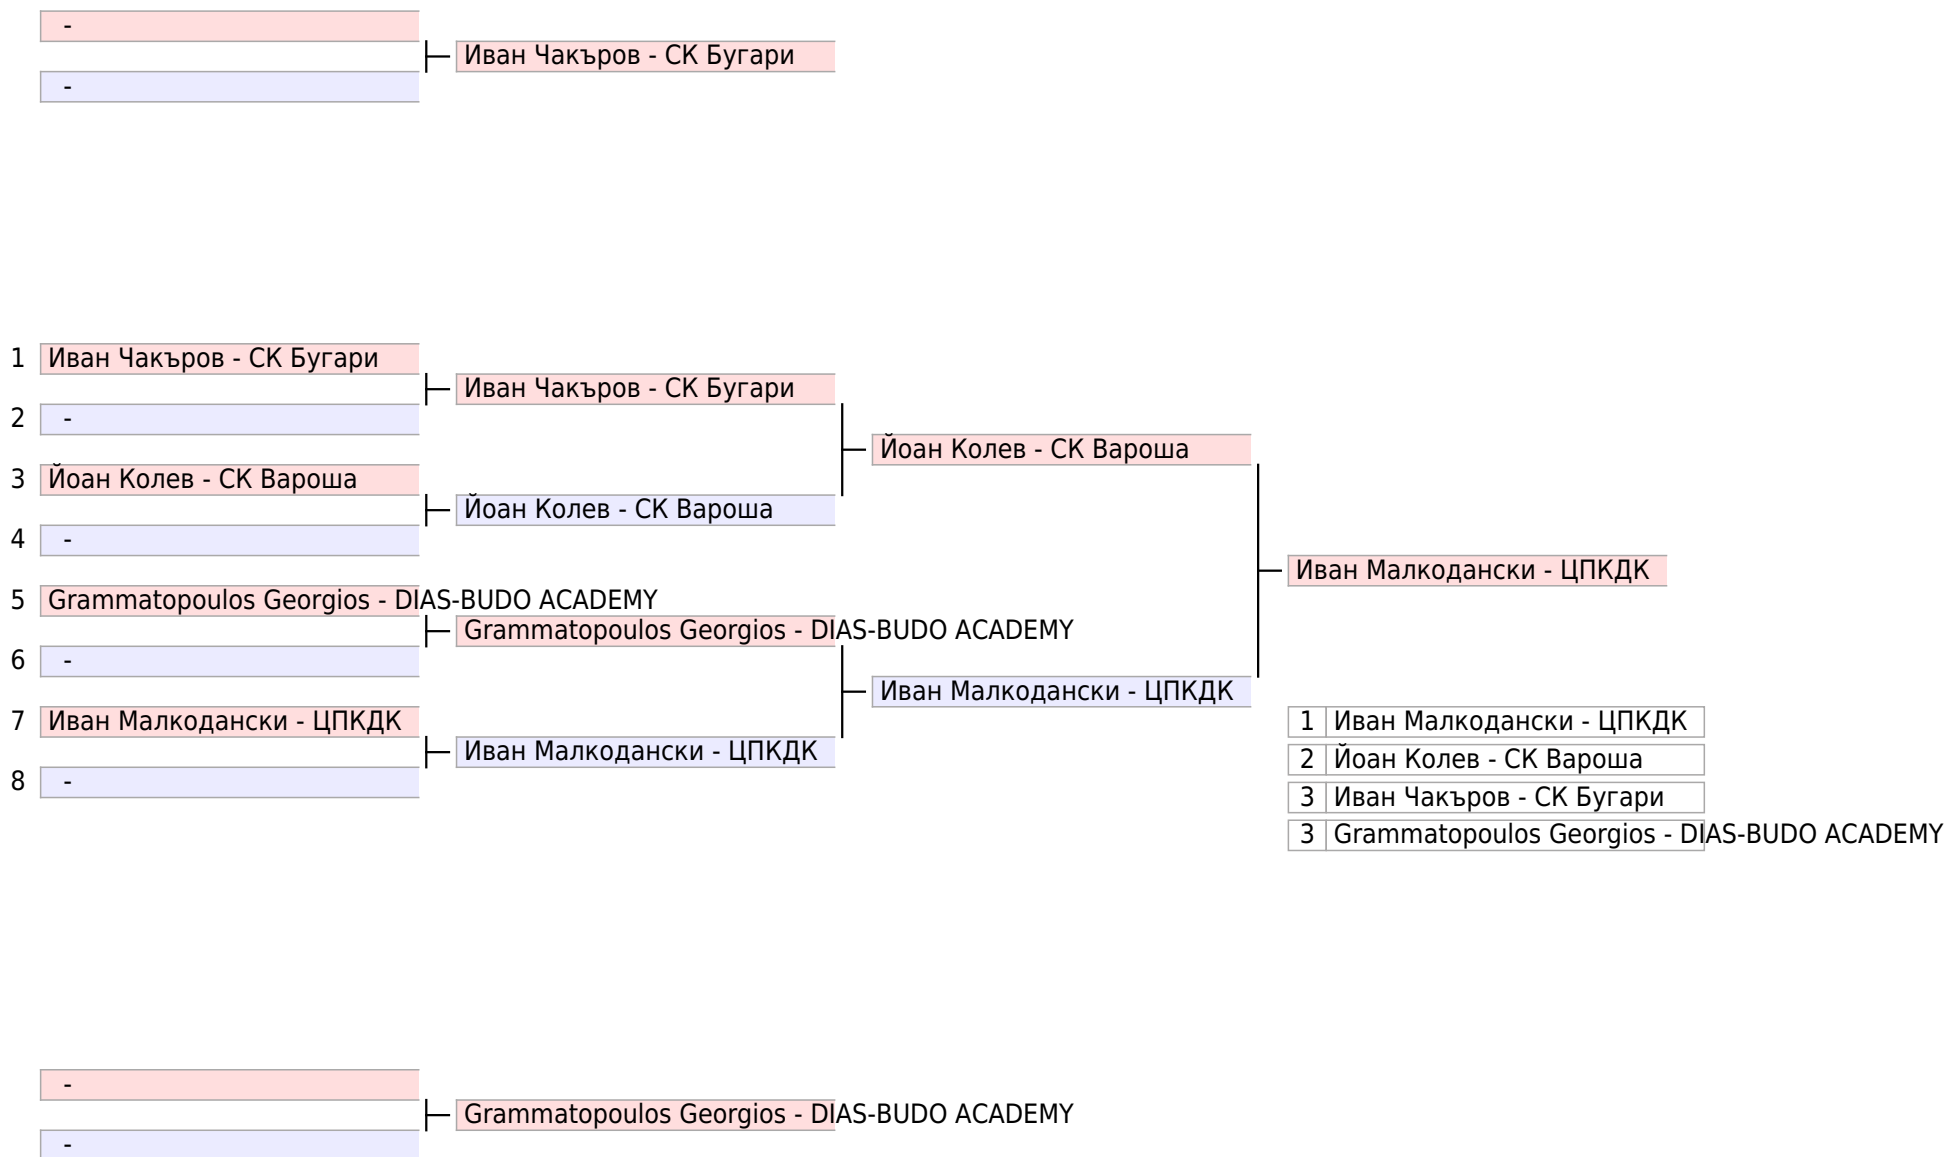 -
Иван Чакъров - СК Бугари
-
1 Иван Чакъров - СК Бугари
Иван Чакъров - СК Бугари
2 -
Йоан Колев - СК Вароша
3 Йоан Колев - СК Вароша
Йоан Колев - СК Вароша
4 -
Иван Малкодански - ЦПКДК
5 Grammatopoulos Georgios - DIAS-BUDO ACADEMY
Grammatopoulos Georgios - DIAS-BUDO ACADEMY
6 -
Иван Малкодански - ЦПКДК
7 Иван Малкодански - ЦПКДК
Иван Малкодански - ЦПКДК
8 -
1 Иван Малкодански - ЦПКДК
2 Йоан Колев - СК Вароша
3 Иван Чакъров - СК Бугари
3 Grammatopoulos Georgios - DIAS-BUDO ACADEMY
-
Grammatopoulos Georgios - DIAS-BUDO ACADEMY
-